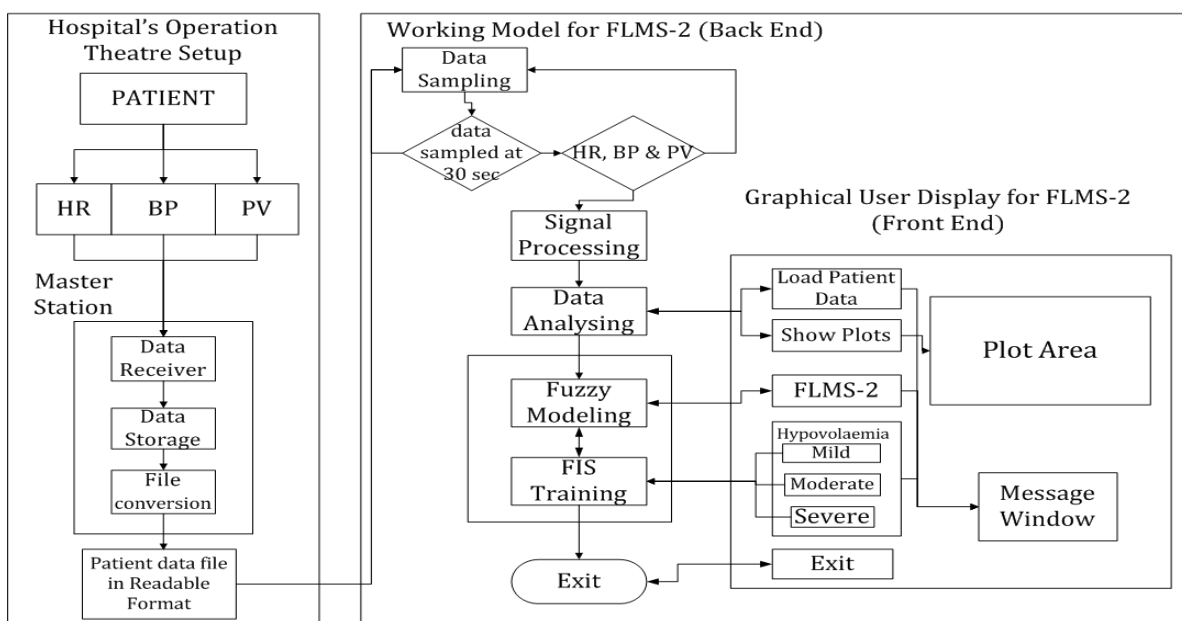 Hospital's Operation
Theatre Setup
PATIENT
HR
BP
PV
Master
Station
Data
Receiver
Data
Storage
File
conversion
Patient data file
in Readable
Format
Working Model for FLMS-2 (Back End)
Data
Sampling
data
sampled at
30 sec
HR, BP & PV
Signal
Processing
Data
Analysing
Fuzzy
Modeling
FIS
Training
Exit
Graphical User Display for FLMS-2
(Front End)
Load Patient
Data
Show Plots
Plot Area
FLMS-2
Hypovolaemia
Mild
Moderate
Severe
Message
Window
Exit